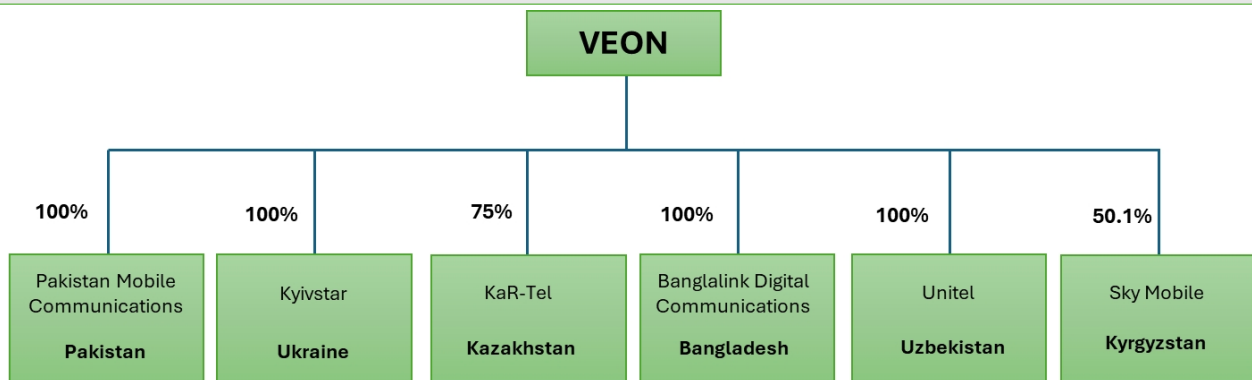 VEON
100%
100%
75%
100%
100%
50.1%
Pakistan Mobile
Communications
Pakistan
Kyivstar
Ukraine
KaR-Tel
Kazakhstan
Banglalink Digital
Communications
Bangladesh
Unitel
Uzbekistan
Sky Mobile
Kyrgyzstan